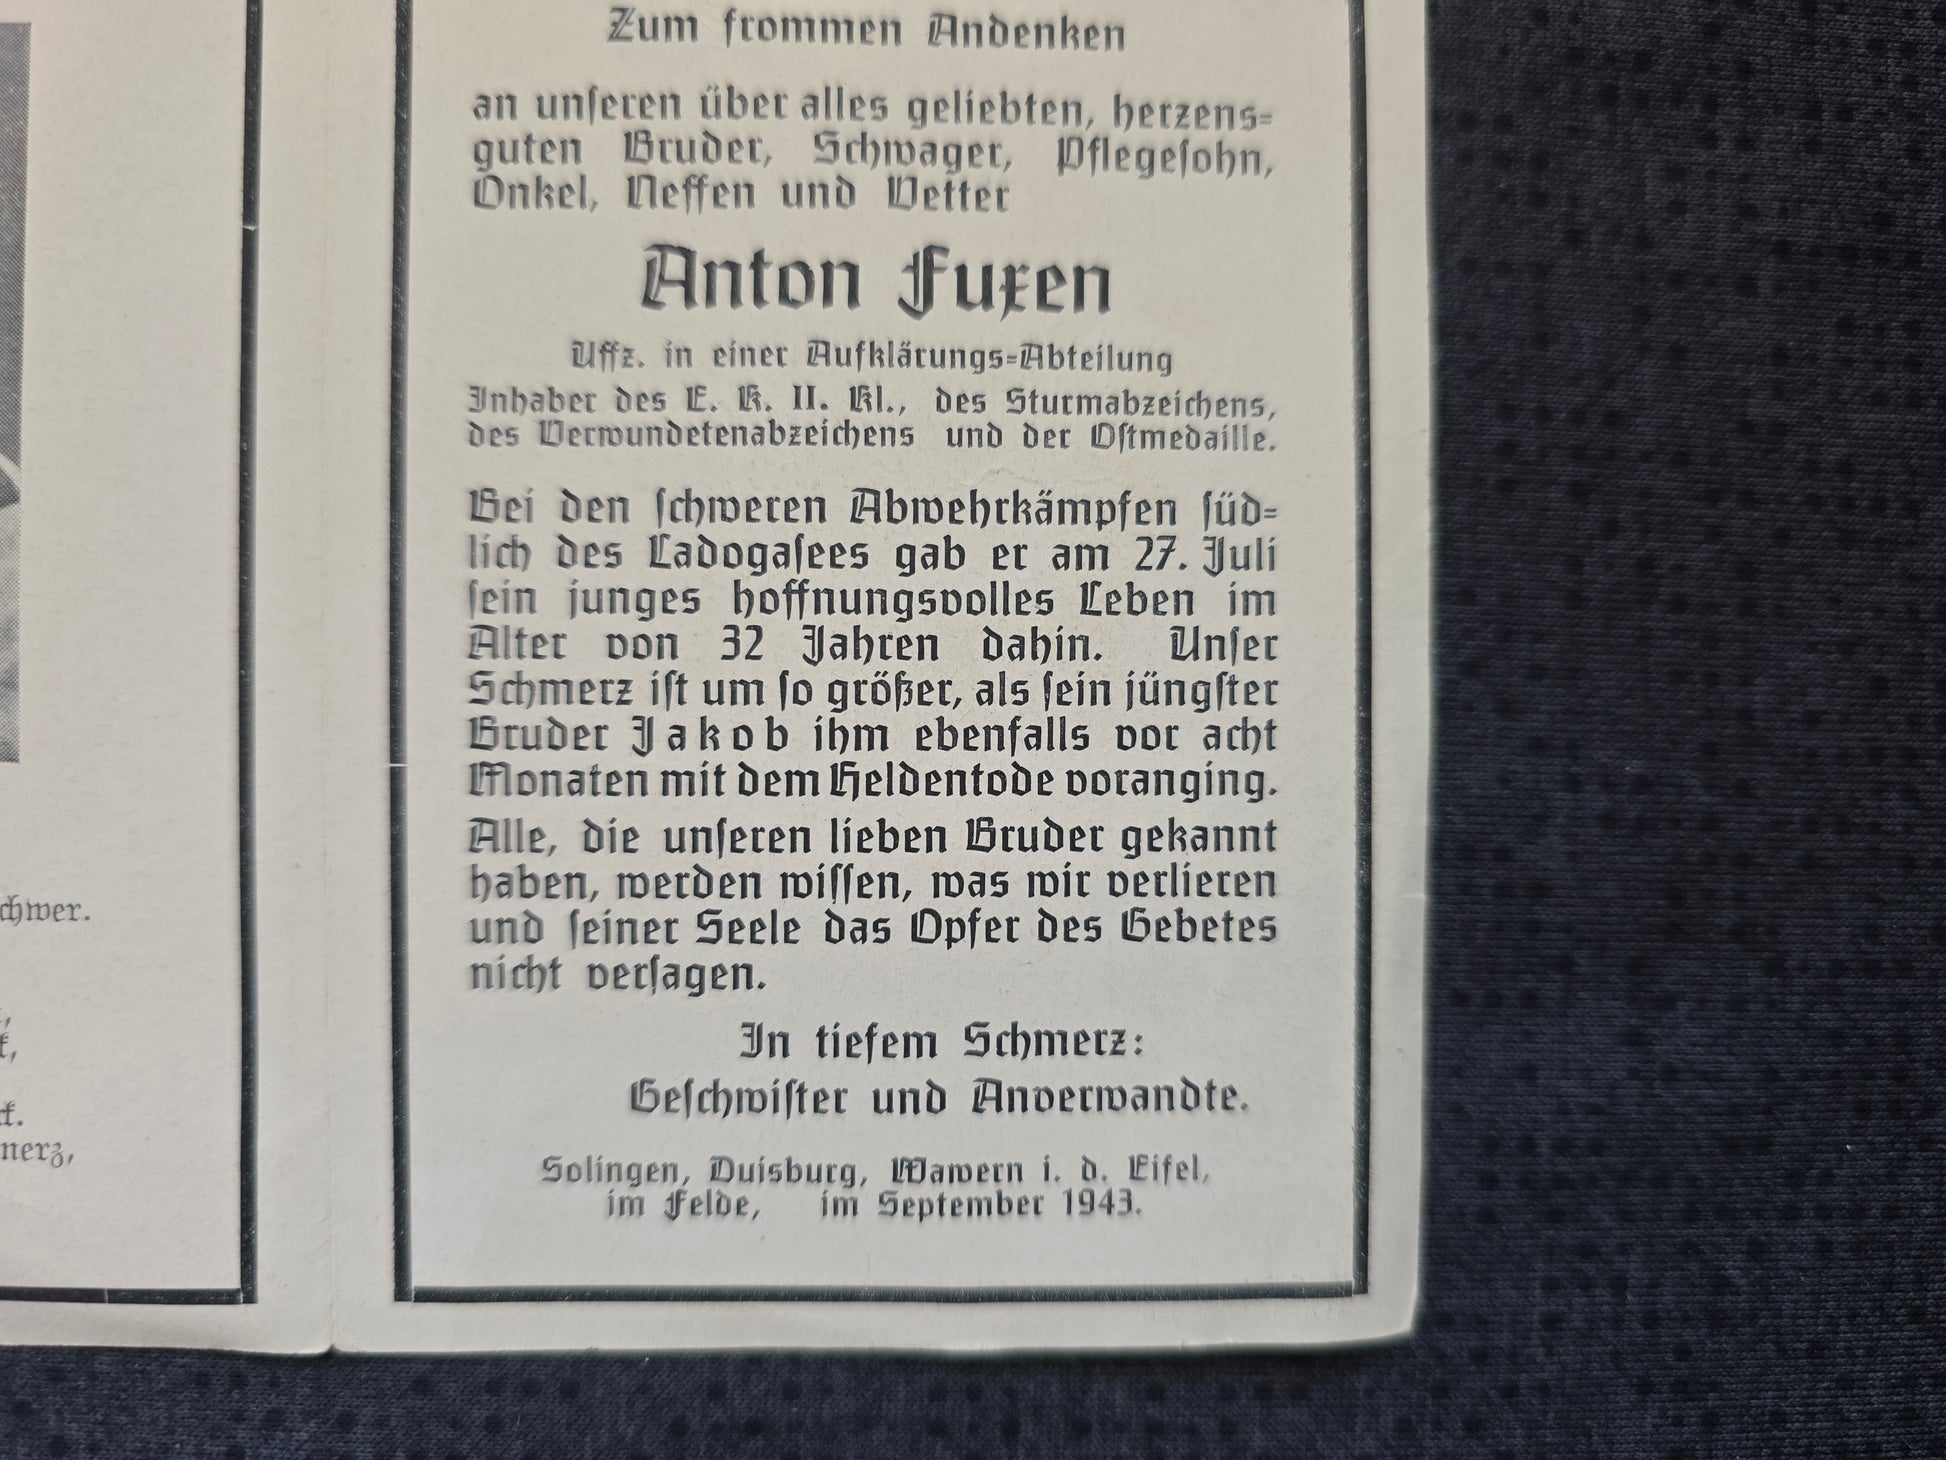 Zum frommen Andenken
an unseren über alles geliebten, herzens=
guten Bruder, Schwager, Pflegesohn,
Onkel, Neffen und Vetter
Anton Fuxen
Uffz. in einer Aufklärungs=Abteilung
Inhaber des E. K. II. Kl., des Sturmabzeichens,
des Verwundetenabzeichens und der Ostmedaille.
Bei den schweren Abwehrkämpfen süd=
lich des Ladogasees gab er am 27. Juli
sein junges hoffnungsvolles Leben im
Alter von 32 Jahren dahin. Unser
Schmerz ist um so größer, als sein jüngster
Bruder Jakob ihm ebenfalls vor acht
Monaten mit dem Heldentode voranging.
Alle, die unseren lieben Bruder gekannt
haben, werden wissen, was wir verlieren
und seiner Seele das Opfer des Gebetes
nicht versagen.
In tiefem Schmerz:
Geschwister und Anverwandte.
Solingen, Duisburg, Wawern i. d. Eifel,
im Felde, im September 1943.